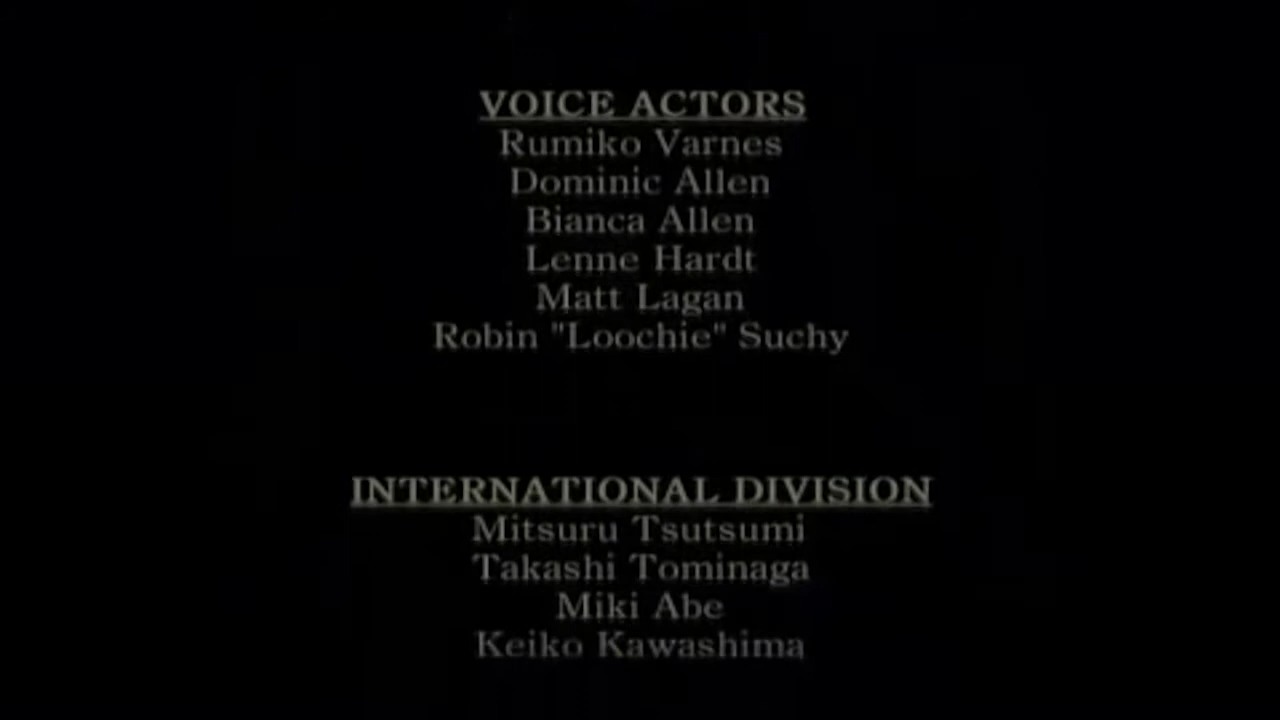 VOICE ACTORS
Rumiko Varnes
Dominic Allen
Bianca Allen
Lenne Hardt
Matt Lagan
Robin "Loochie" Suchy
INTERNATIONAL DIVISION
Mitsuru Tsutsumi
Takashi Tominaga
Miki Abe
Keiko Kawashima